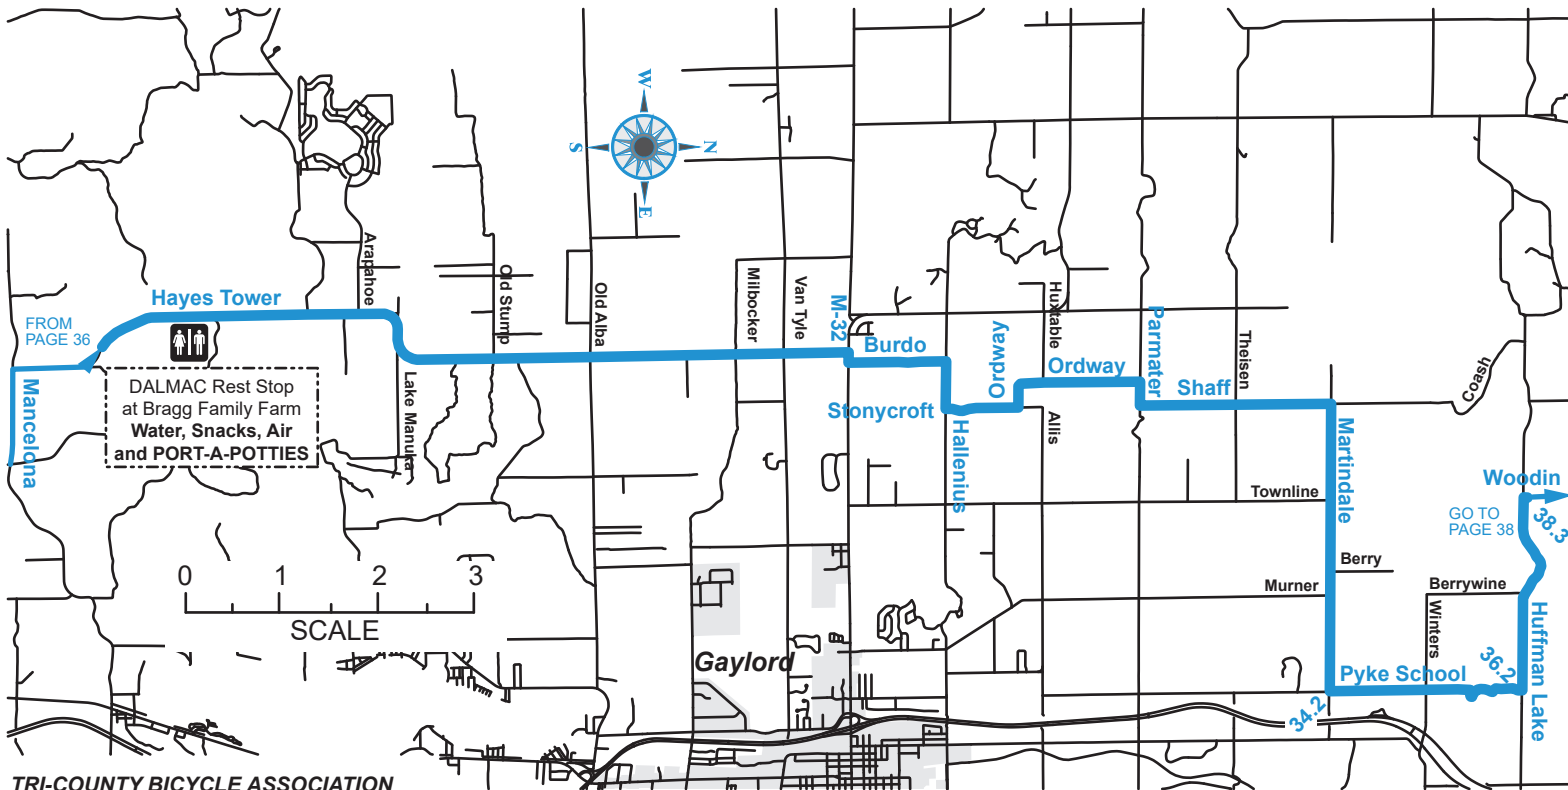 W
S
N
E
Hayes Tower
FROM
PAGE 36
Mancelona
DALMAC Rest Stop
at Bragg Family Farm
Water, Snacks, Air
and PORT-A-POTTIES
Arapahoe
Lake Manuka
Old Stump
Old Alba
Milbocker
Van Tyle
M-32
Burdo
Stonycroft
Hallenius
Ordway
Huxtable
Ordway
Allis
Parmater
Shaff
Theisen
Martindale
Townline
Berry
Murner
Coash
Woodin
GO TO
PAGE 38
38.3
Berrywine
Winters
Huffman Lake
36.2
Pyke School
34.2
0 1 2 3
SCALE
Gaylord
TRI-COUNTY BICYCLE ASSOCIATION